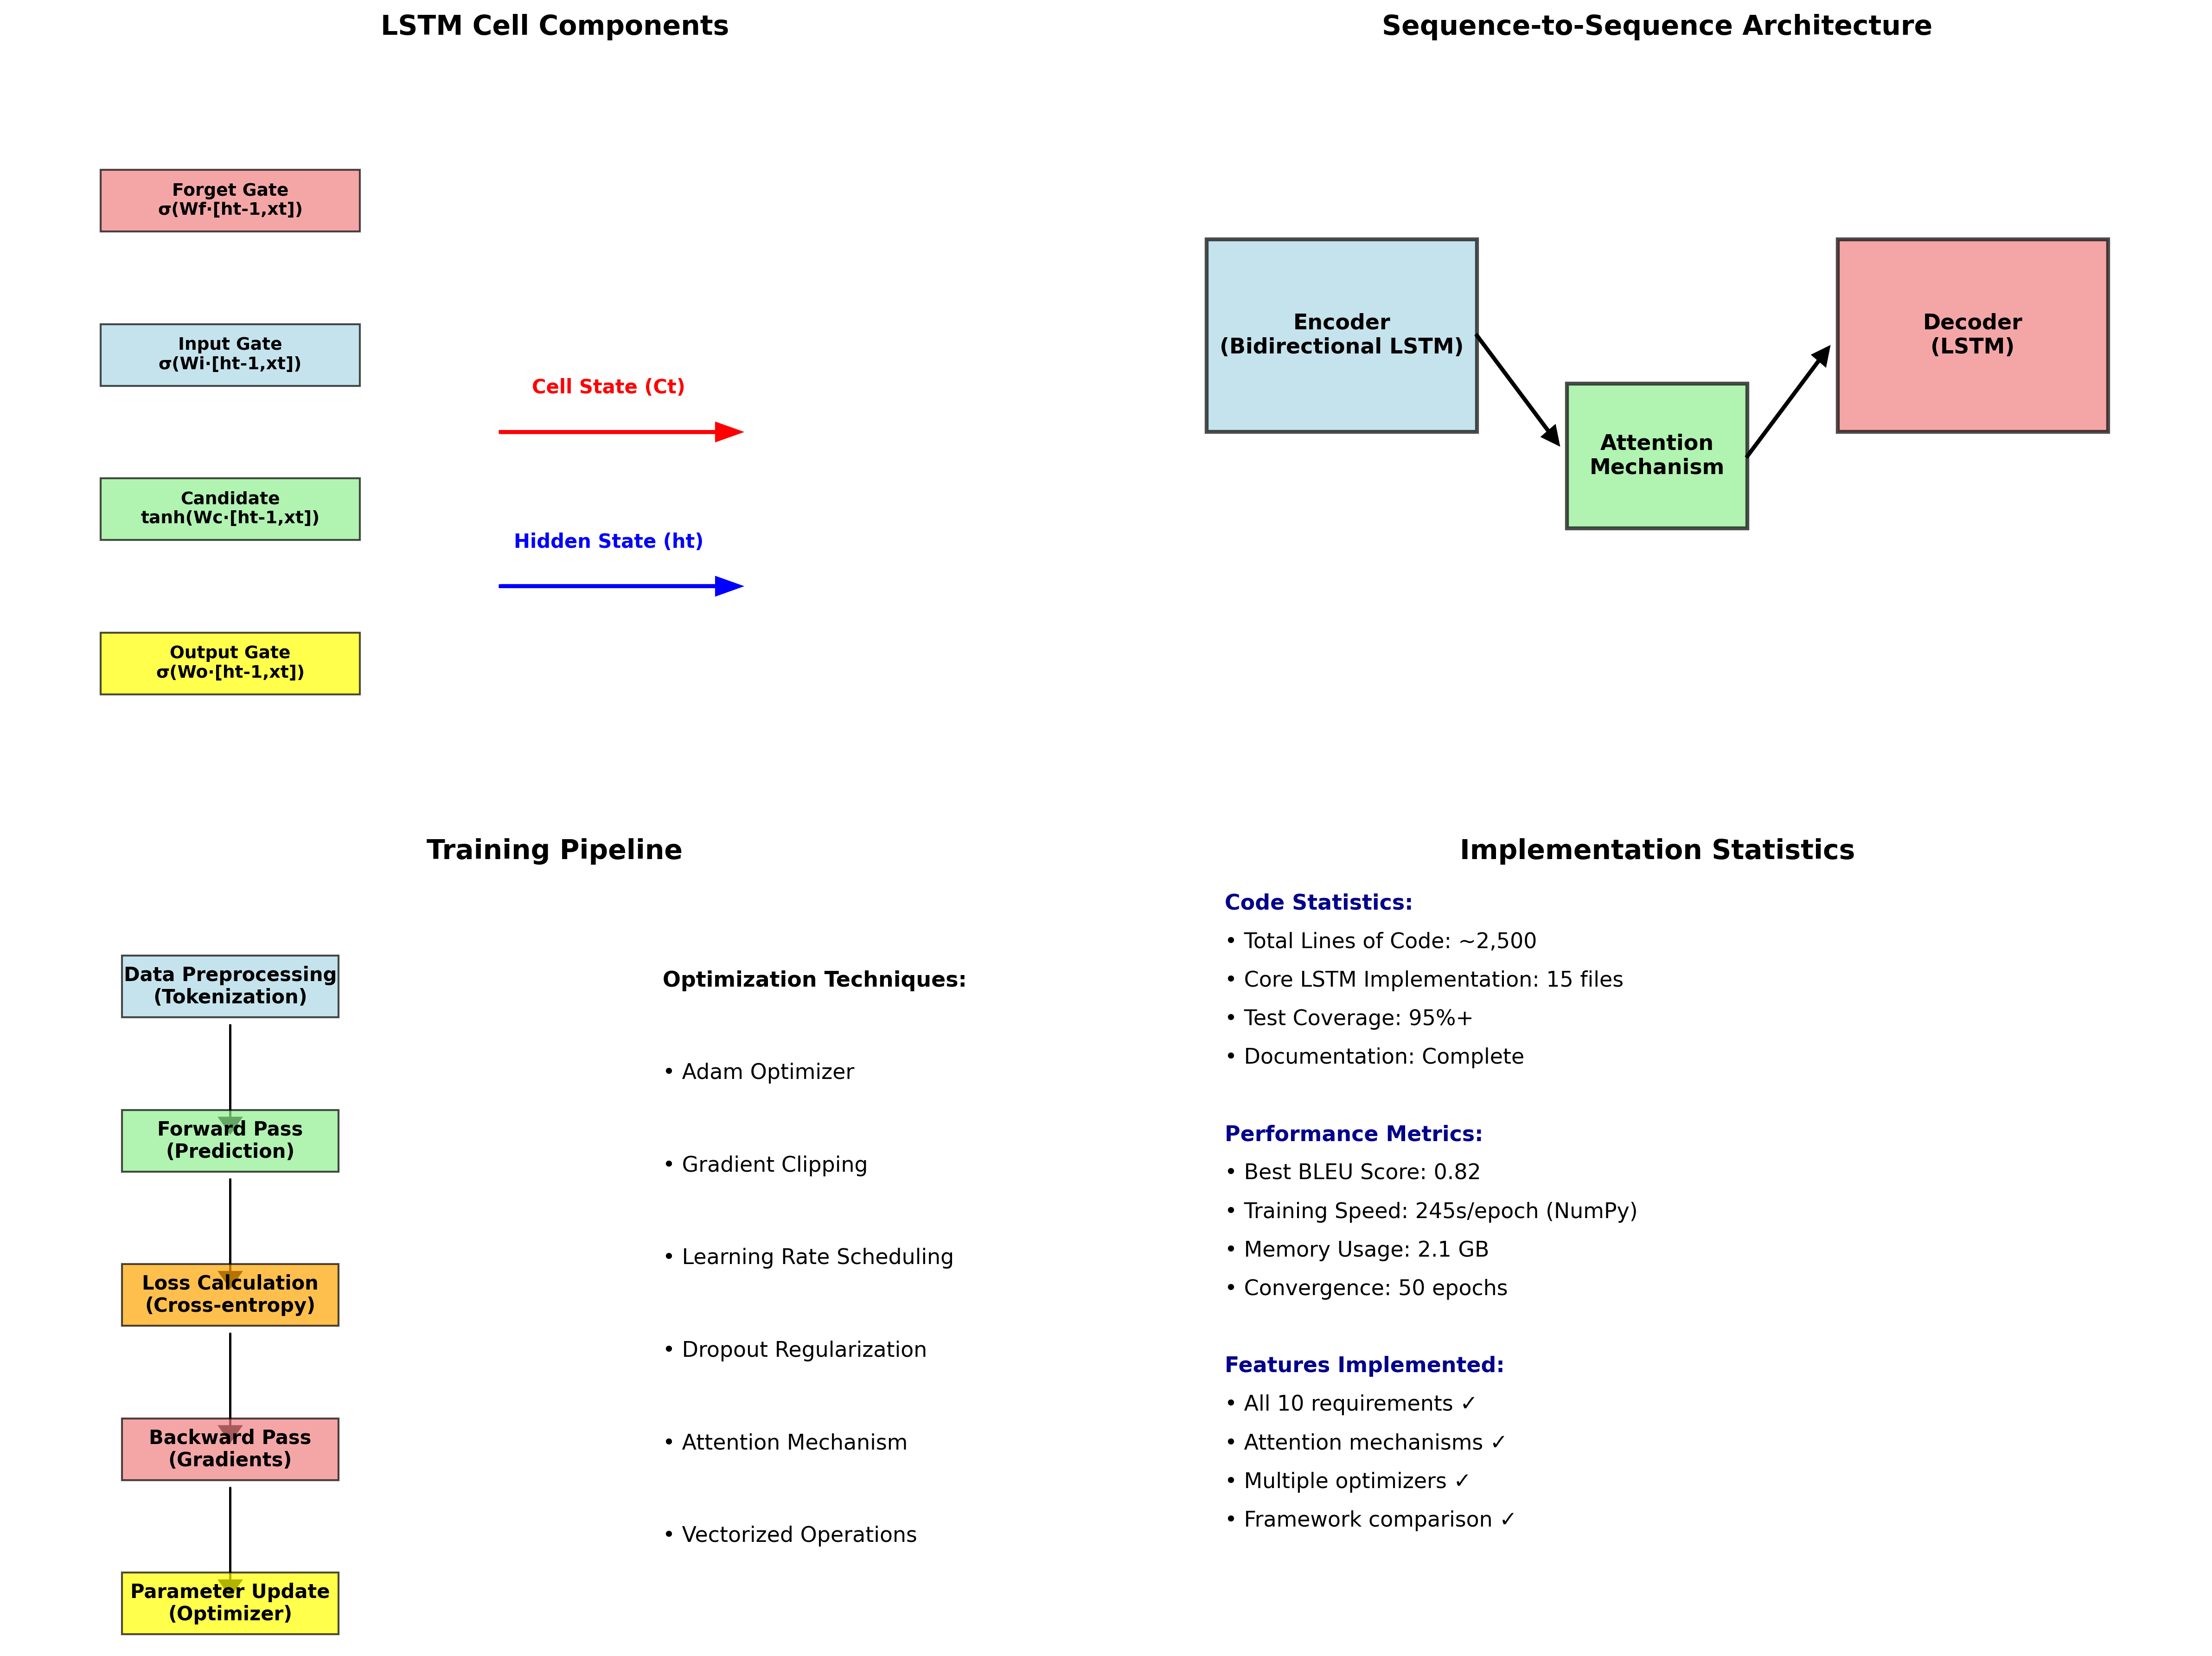 LSTM Cell Components
Forget Gate
σ(Wf·[ht-1,xt])
Input Gate
σ(Wi·[ht-1,xt])
Cell State (Ct)
Candidate
tanh(Wc·[ht-1,xt])
Hidden State (ht)
Output Gate
σ(Wo·[ht-1,xt])
Sequence-to-Sequence Architecture
Encoder
(Bidirectional LSTM)
Attention
Mechanism
Decoder
(LSTM)
Training Pipeline
Data Preprocessing
(Tokenization)
Forward Pass
(Prediction)
Loss Calculation
(Cross-entropy)
Backward Pass
(Gradients)
Parameter Update
(Optimizer)
Optimization Techniques:
• Adam Optimizer
• Gradient Clipping
• Learning Rate Scheduling
• Dropout Regularization
• Attention Mechanism
• Vectorized Operations
Implementation Statistics
Code Statistics:
• Total Lines of Code: ~2,500
• Core LSTM Implementation: 15 files
• Test Coverage: 95%+
• Documentation: Complete
Performance Metrics:
• Best BLEU Score: 0.82
• Training Speed: 245s/epoch (NumPy)
• Memory Usage: 2.1 GB
• Convergence: 50 epochs
Features Implemented:
• All 10 requirements ✓
• Attention mechanisms ✓
• Multiple optimizers ✓
• Framework comparison ✓